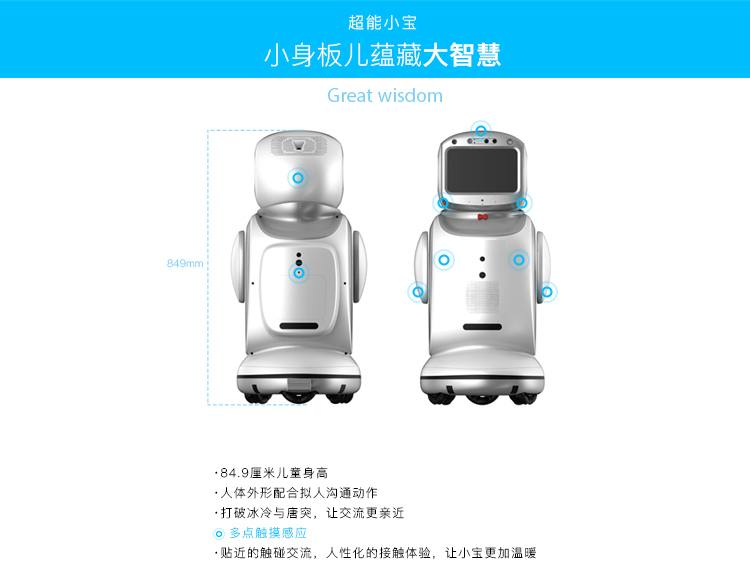 超能小宝
小身板儿蕴藏大智慧
Great wisdom
849mm
·84.9厘米儿童身高
·人体外形配合拟人沟通动作
·打破冰冷与唐突，让交流更亲近
多点触摸感应
·贴近的触碰交流，人性化的接触体验，让小宝更加温暖